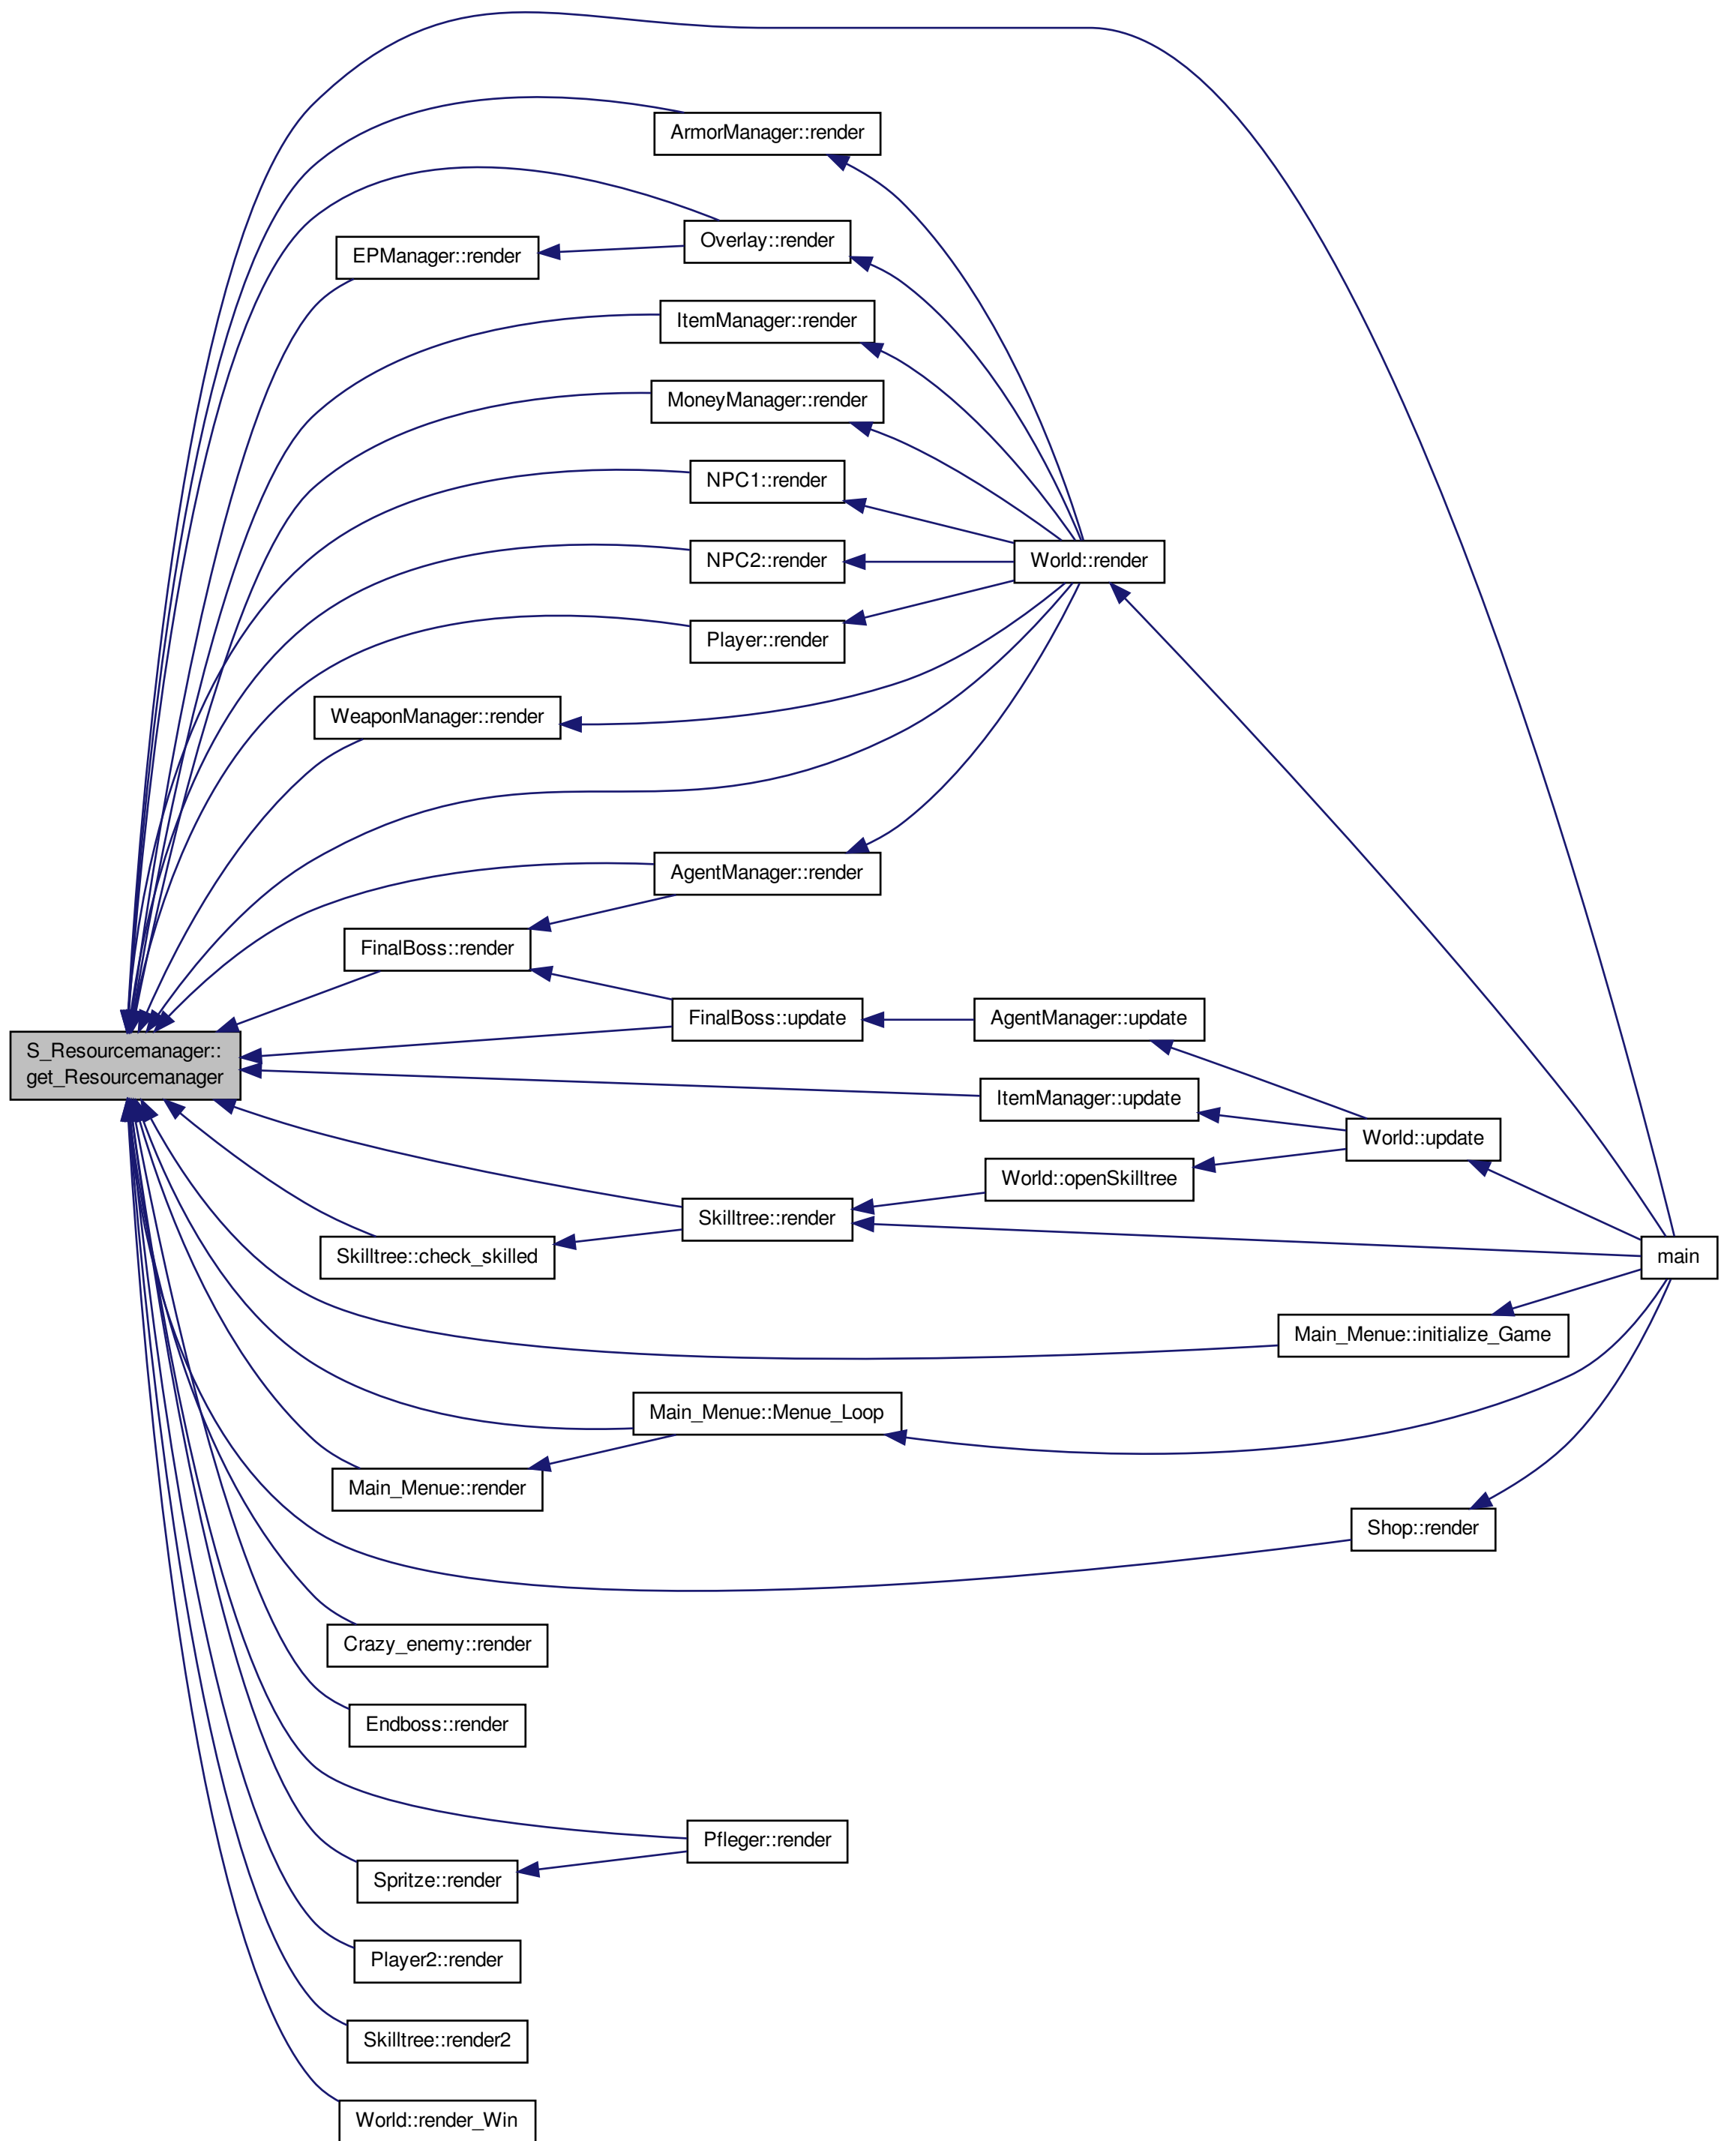 ArmorManager::render
Overlay::render
EPManager::render
ItemManager::render
MoneyManager::render
NPC1::render
NPC2::render
World::render
Player::render
WeaponManager::render
AgentManager::render
FinalBoss::render
FinalBoss::update
AgentManager::update
S_Resourcemanager::
get_Resourcemanager
ItemManager::update
World::update
World::openSkilltree
Skilltree::render
Skilltree::check_skilled
main
Main_Menue::initialize_Game
Main_Menue::Menue_Loop
Main_Menue::render
Shop::render
Crazy_enemy::render
Endboss::render
Pfleger::render
Spritze::render
Player2::render
Skilltree::render2
World::render_Win